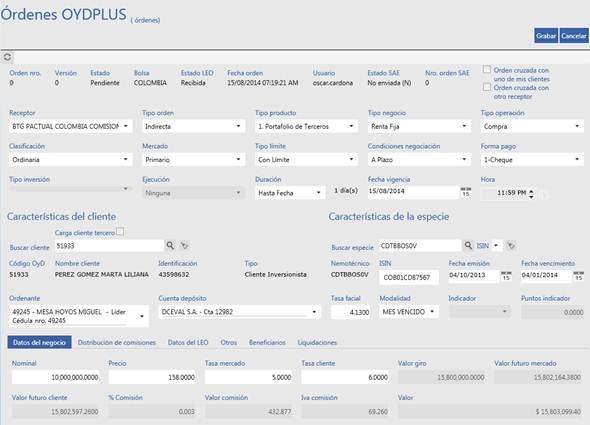 Órdenes OYDPLUS ( órdenes)
Grabar Cancelar
Orden nro. Versión Estado Bolsa Estado LEO Fecha orden Usuario Estado SAE Nro. orden SAE Orden cruzada con uno de mis clientes
0 0 Pendiente COLOMBIA Recibida 15/08/2014 07:19:21 AM oscar.cardona No enviada (N) 0 Orden cruzada con otro receptor
Receptor Tipo orden Tipo producto Tipo negocio Tipo operación
BTG PACTUAL COLOMBIA COMISION Indirecta 1. Portafolio de Terceros Renta Fija Compra
Clasificación Mercado Tipo límite Condiciones negociación Forma pago
Ordinaria Primario Con Límite A Plazo 1-Cheque
Tipo inversión Ejecución Duración Fecha vigencia Hora
Ninguna Hasta Fecha 1 día(s) 15/08/2014 15 11:59 PM
Características del cliente Características de la especie
Carga cliente tercero
Buscar cliente 51933 Buscar especie CDTBBOS0V ISIN
Código OyD Nombre cliente Identificación Tipo Nemotécnico ISIN Fecha emisión Fecha vencimiento
51933 PEREZ GOMEZ MARTA LILIANA 43598632 Cliente Inversionista CDTBBOS0V COB01CD87567 04/10/2013 15 04/01/2014 15
Ordenante Cuenta depósito Tasa facial Modalidad Indicador Puntos indicador
49245 - MESA HOYOS MIGUEL - Lider DCEVAL S.A. - Cta 12982 4.1300 MES VENCIDO 0.0000
Cédula nro. 49245
Datos del negocio Distribución de comisiones Datos del LEO Otros Beneficiarios Liquidaciones
Nominal Precio Tasa mercado Tasa cliente Valor giro Valor futuro mercado
10,000,000.0000 158.0000 5.0000 6.0000 15,800,000.0000 15,802,164.3800
Valor futuro cliente % Comisión Valor comisión Iva comisión Valor
15,802,597.2600 0.003 432.877 69.260 $ 15,803,099.40